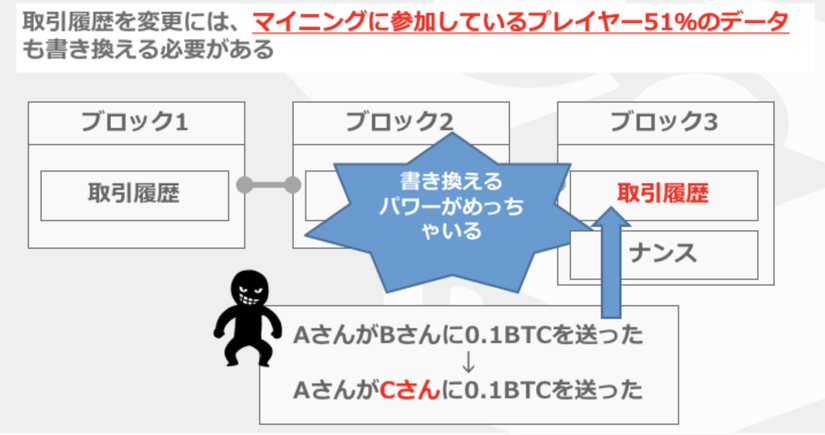 取引履歴を変更には、マイニングに参加しているプレイヤー51%のデータ
も書き換える必要がある
ブロック1
ブロック2
ブロック3
取引履歴
書き換える
パワーがめっち
ゃいる
取引履歴
ナンス
AさんがBさんに0.1BTCを送った
↓
AさんがCさんに0.1BTCを送った